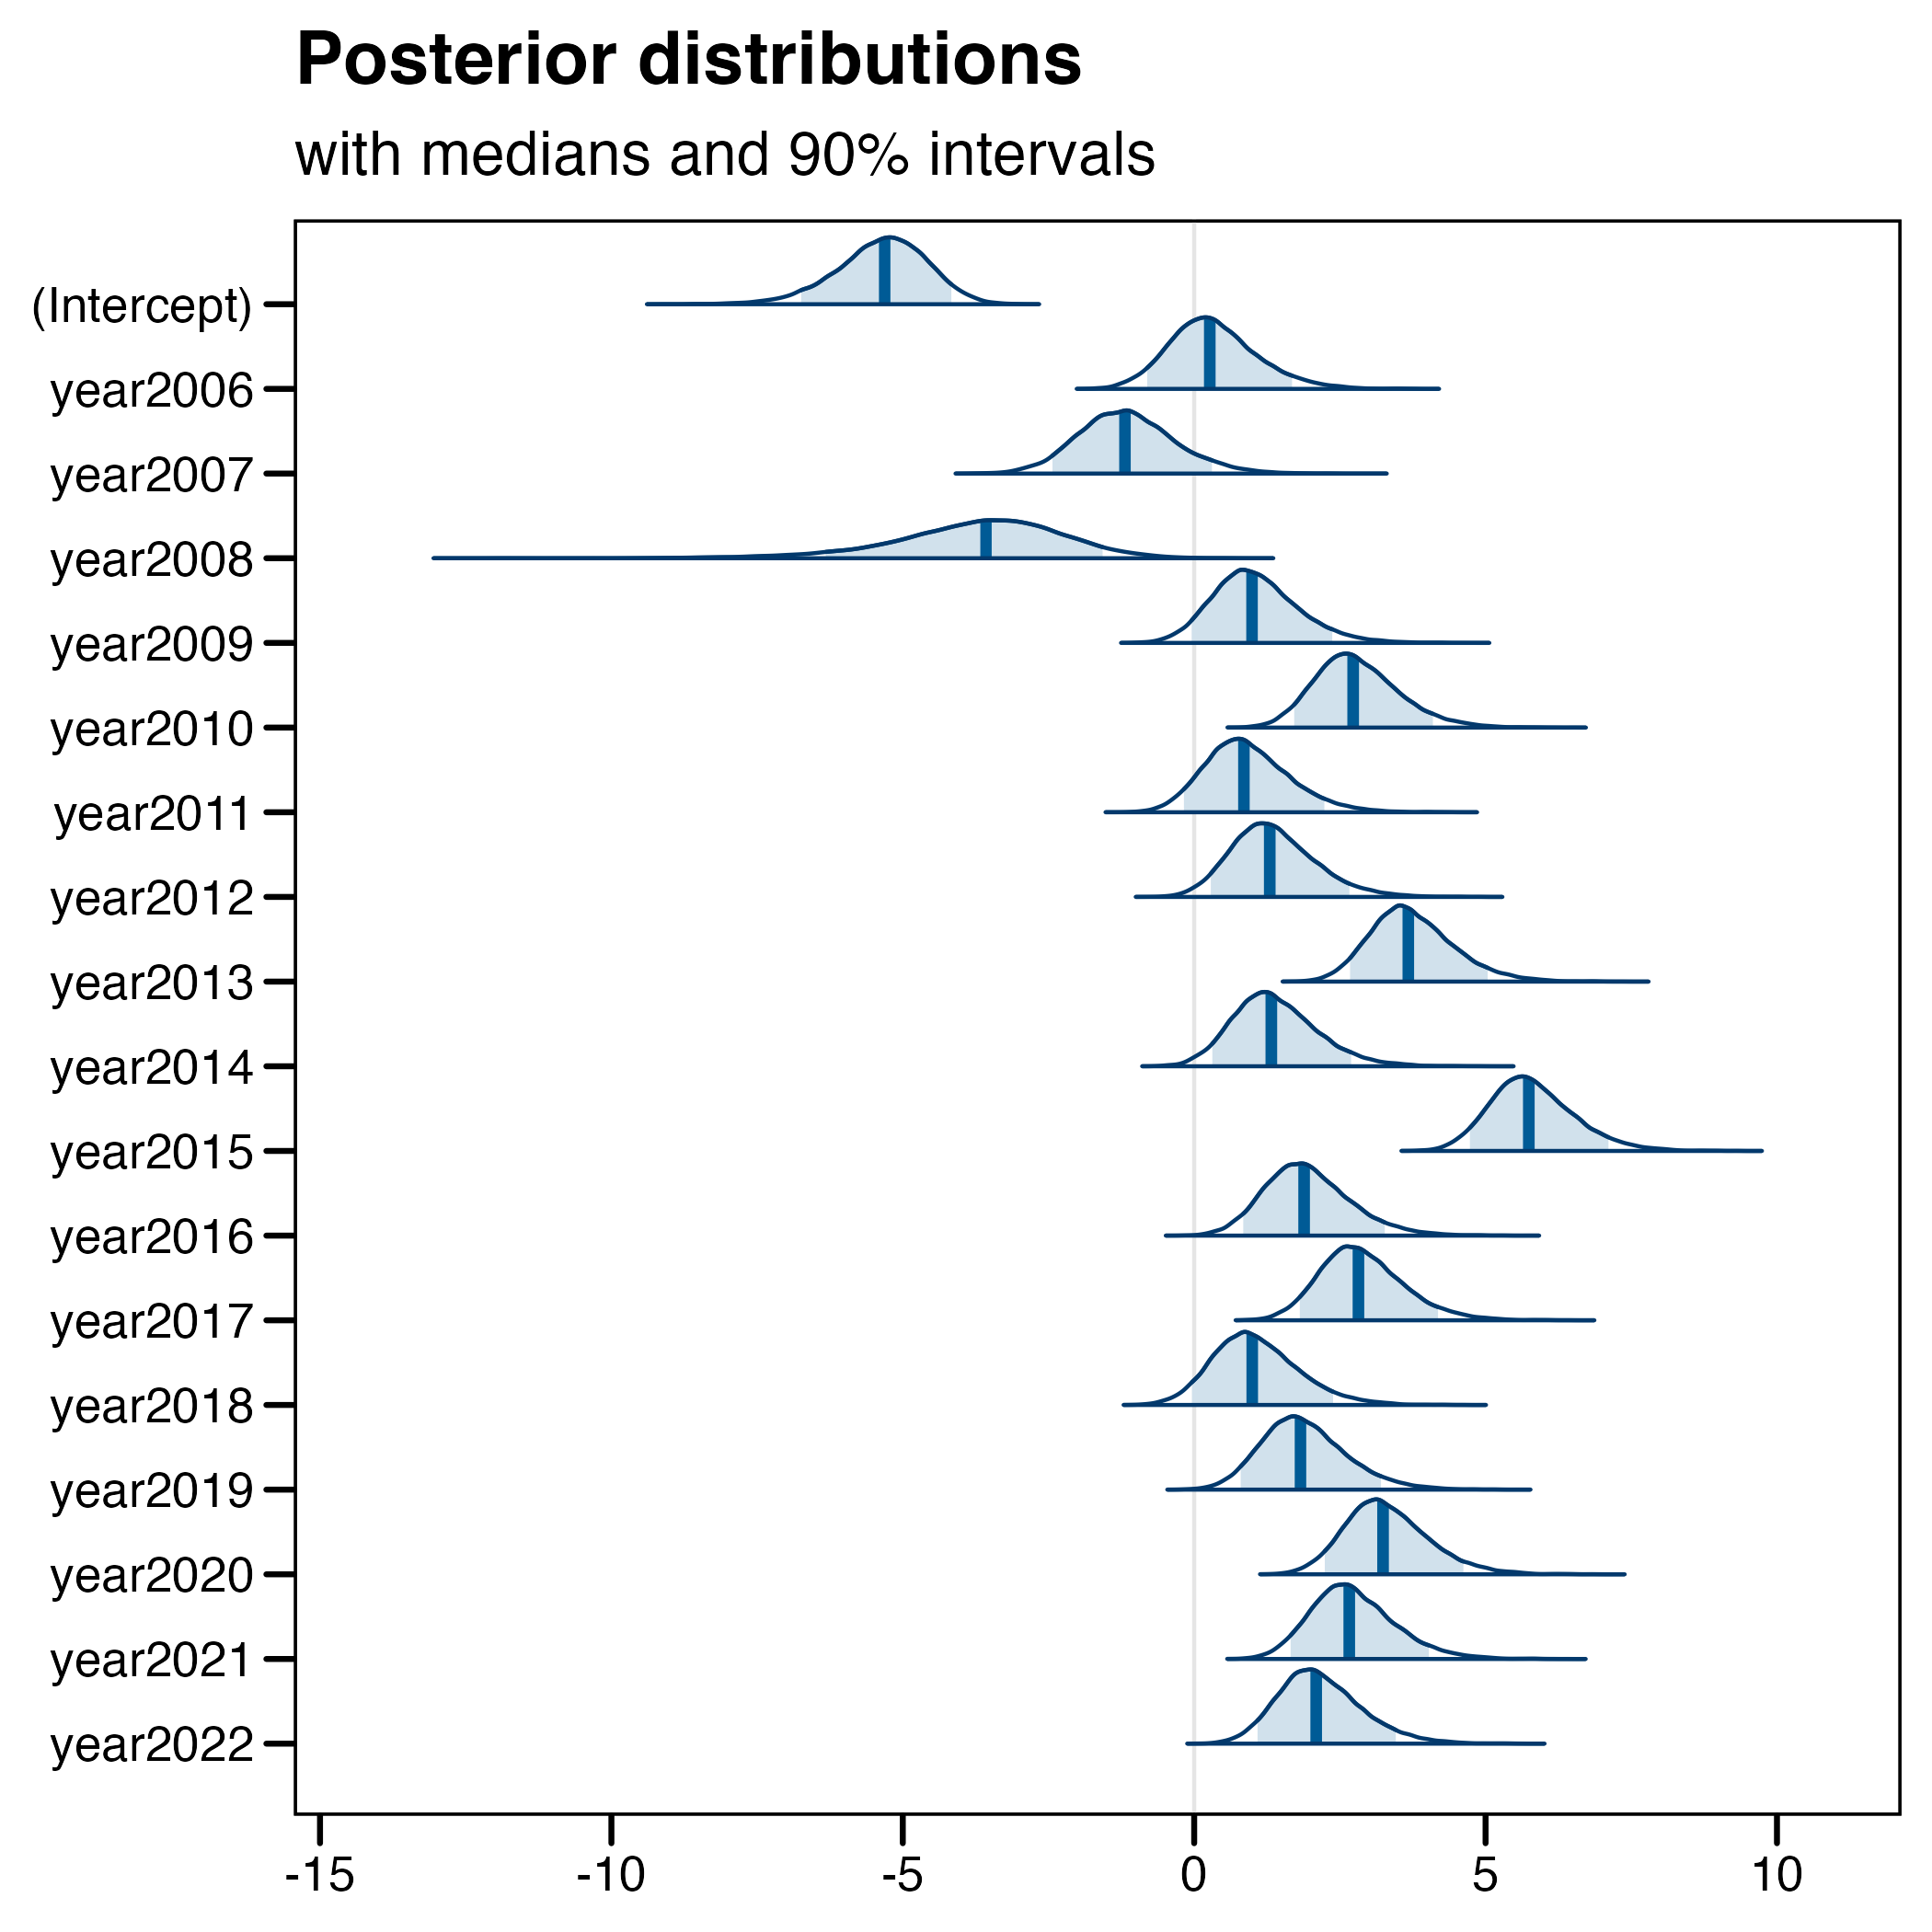 Posterior distributions
with medians and 90% intervals
(Intercept)
year2006
year2007
year2008
year2009
year2010
year2011
year2012
year2013
year2014
year2015
year2016
year2017
year2018
year2019
year2020
year2021
year2022
-15 -10 -5 0 5 10